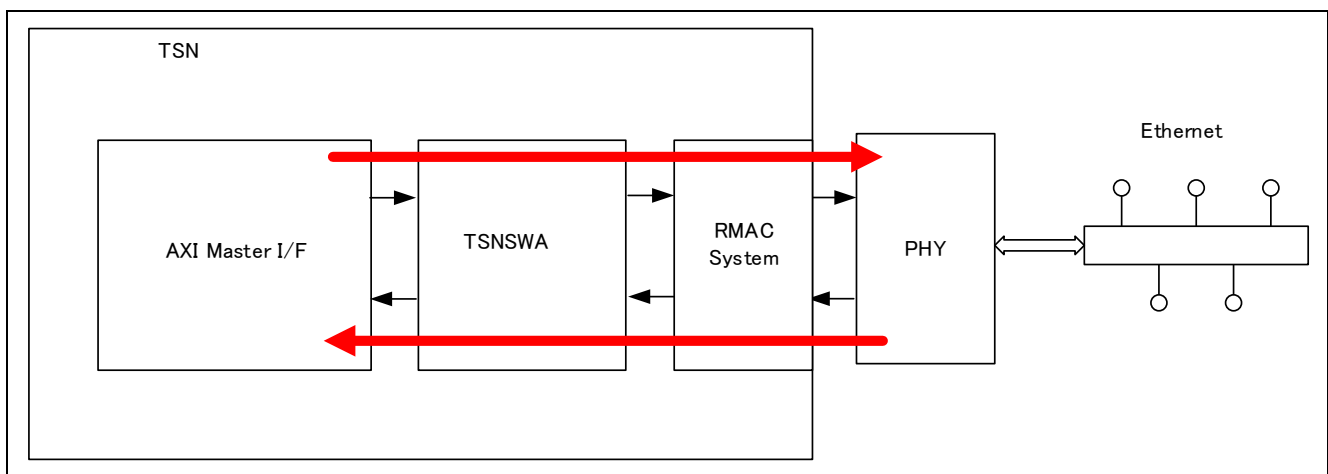 TSN
Ethernet
AXI Master I/F
TSNSWA
RMAC
System
PHY